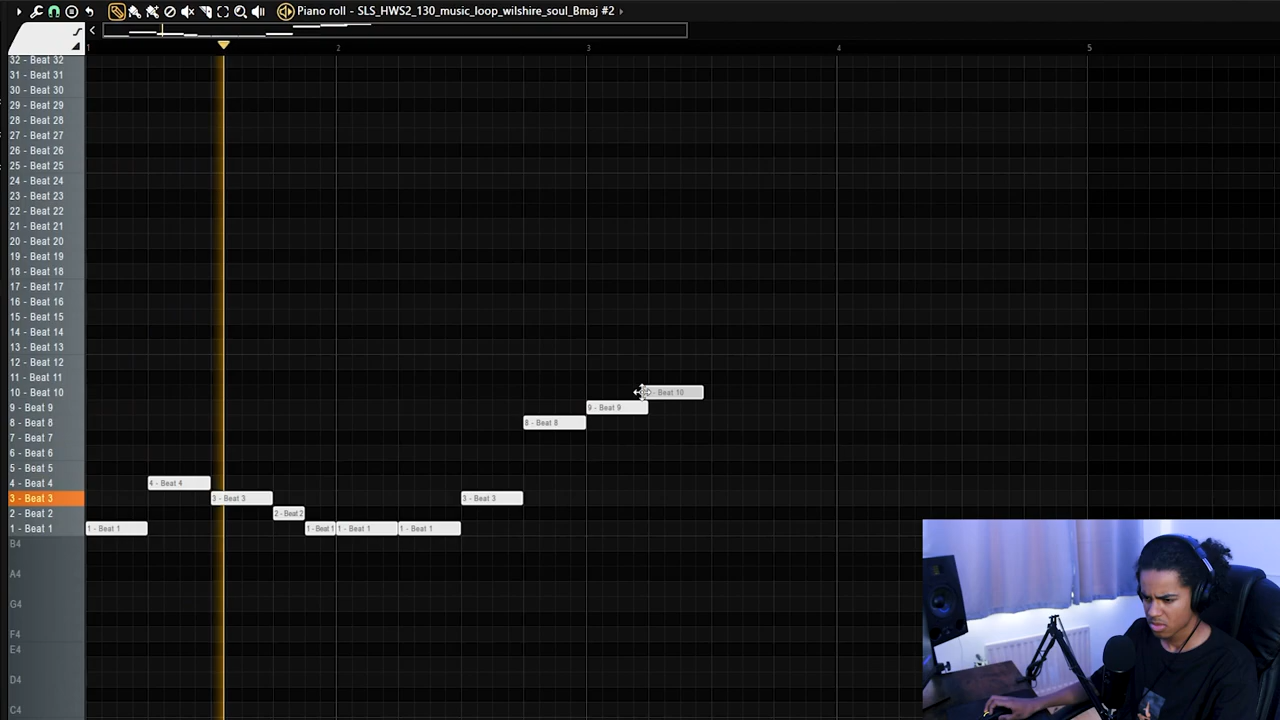 Piano roll - SLS_HWS2_130_music_loop_wilshire_soul_Bmaj #2
1 2 3 4 5
32 - Beat 32
31 - Beat 31
30 - Beat 30
29 - Beat 29
28 - Beat 28
27 - Beat 27
26 - Beat 26
25 - Beat 25
24 - Beat 24
23 - Beat 23
22 - Beat 22
21 - Beat 21
20 - Beat 20
19 - Beat 19
18 - Beat 18
17 - Beat 17
16 - Beat 16
15 - Beat 15
14 - Beat 14
13 - Beat 13
12 - Beat 12
11 - Beat 11
10 - Beat 10 - Beat 10
9 - Beat 9 9 - Beat 9
8 - Beat 8 8 - Beat 8
7 - Beat 7
6 - Beat 6
5 - Beat 5
4 - Beat 4 4 - Beat 4
3 - Beat 3 3 - Beat 3 3 - Beat 3
2 - Beat 2 2 - Beat 2
1 - Beat 1 1 - Beat 1 1 - Beat 1 1 - Beat 1 1 - Beat 1
B4
A4
G4
F4
E4
D4
C4